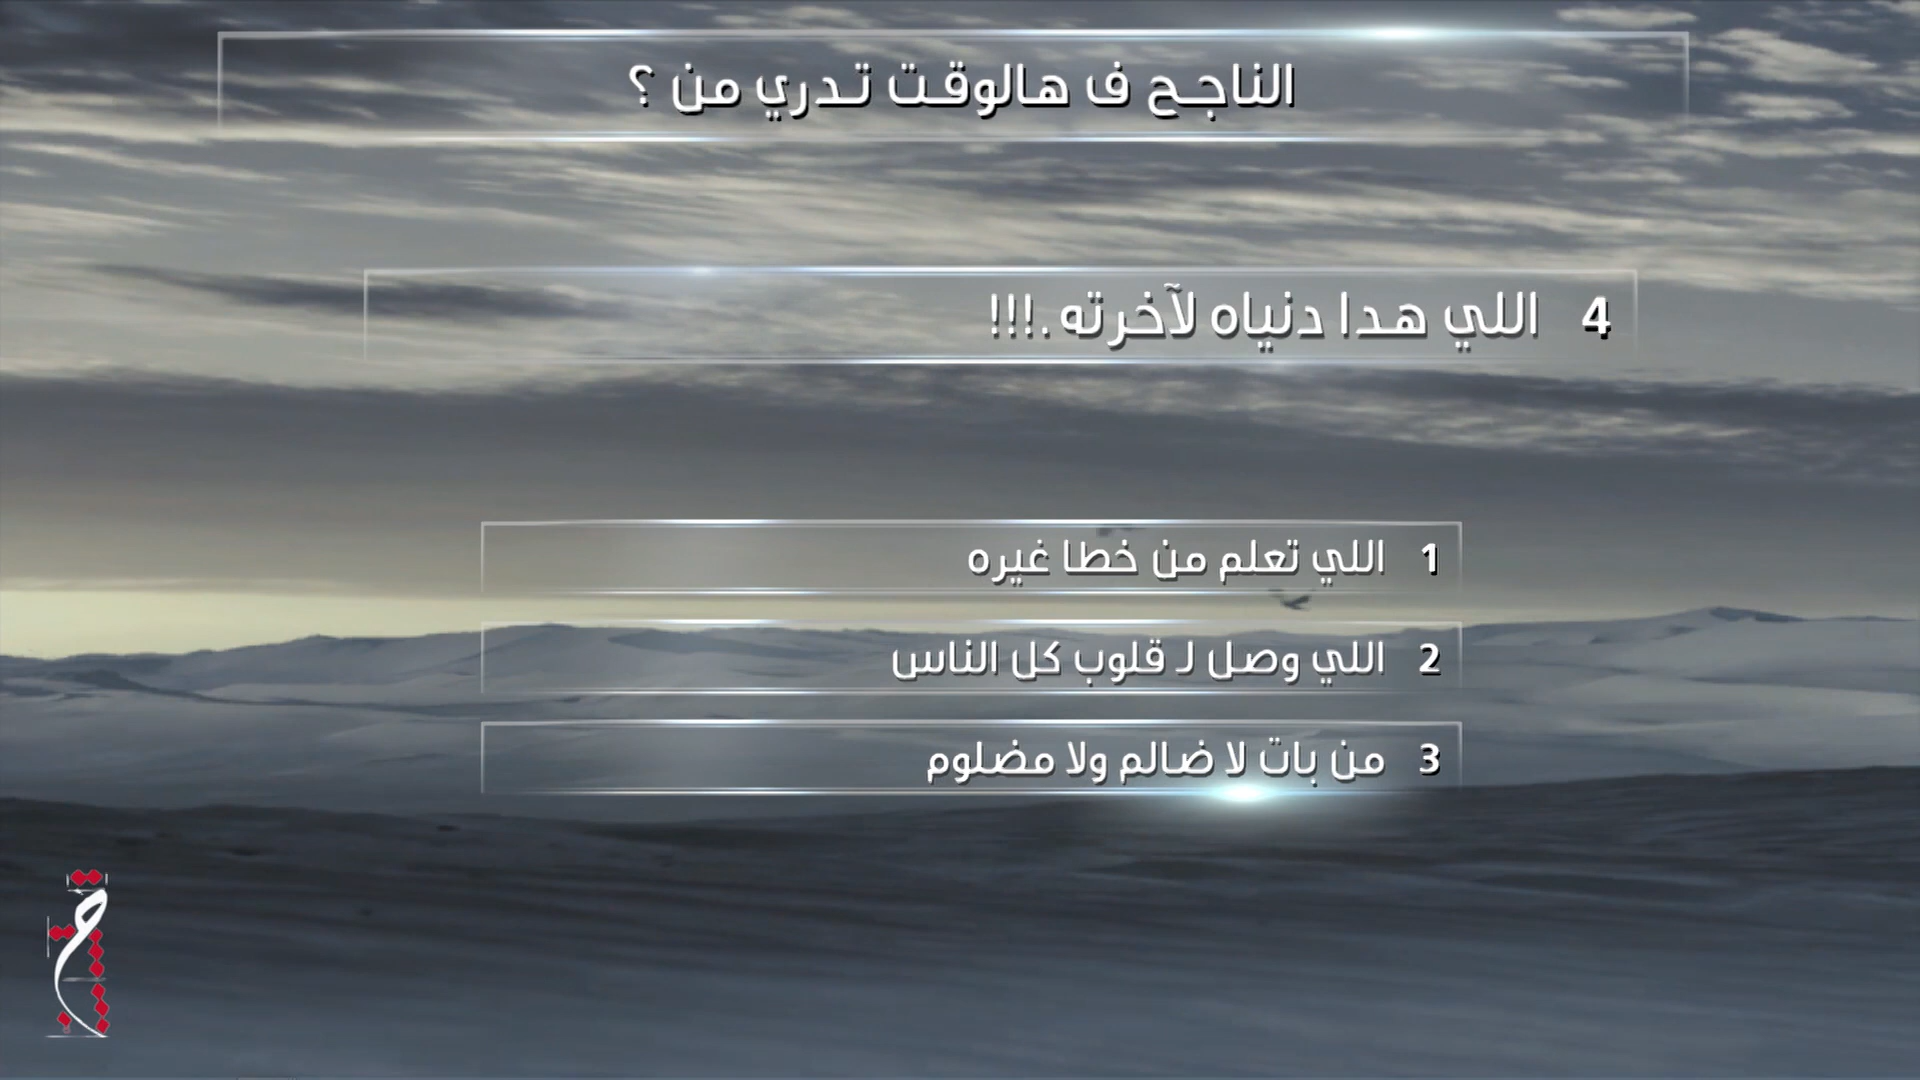 الناجح ف هالوقت تدري من ؟
4 اللي هدا دنياه لآخرته .!!!
1 اللي تعلم من خطا غيره
2 اللي وصل لـ قلوب كل الناس
3 من بات لا ضالم ولا مضلوم